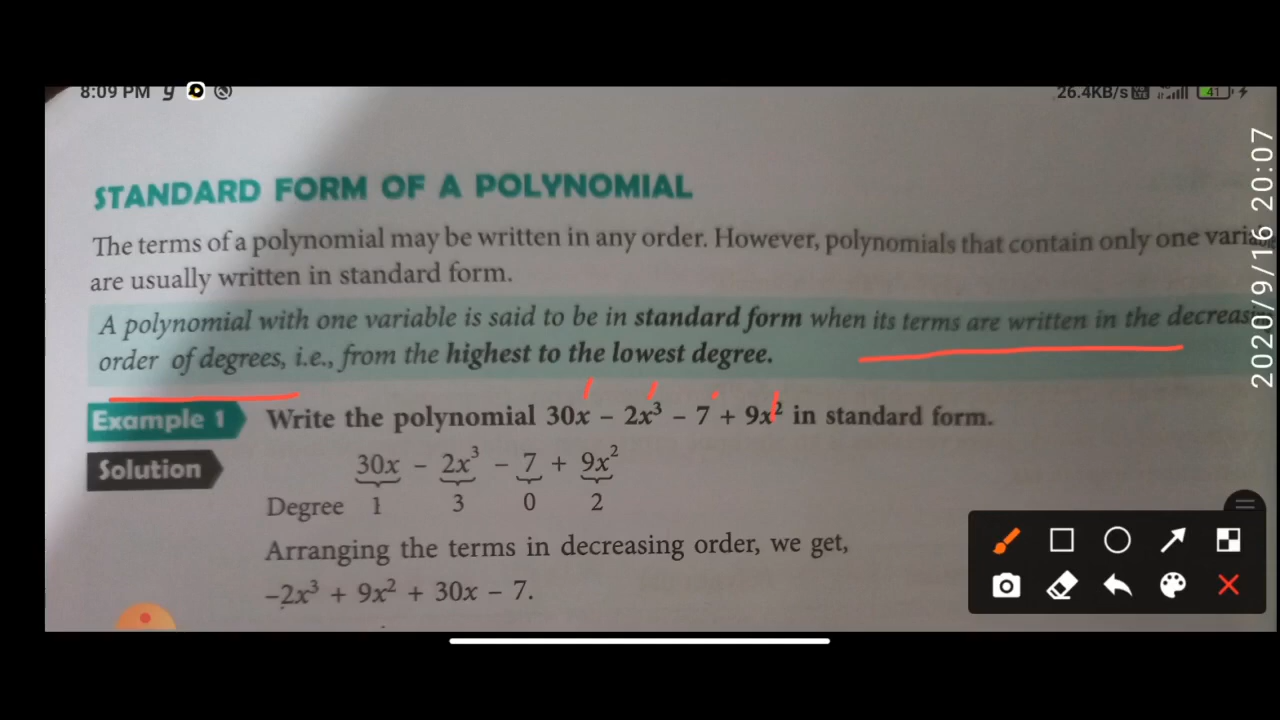 8:09 PM
26.4KB/s
41
2020/9/16 20:07
STANDARD FORM OF A POLYNOMIAL
The terms of a polynomial may be written in any order. However, polynomials that contain only one
are usually written in standard form.
A polynomial with one variable is said to be in standard form when its terms are written in the
order of degrees, i.e., from the highest to the lowest degree.
Example 1 Write the polynomial 30x − 2x³ − 7 + 9x² in standard form.
Solution 30x − 2x³ − 7 + 9x²
Degree 1 3 0 2
Arranging the terms in decreasing order, we get,
−2x³ + 9x² + 30x − 7.